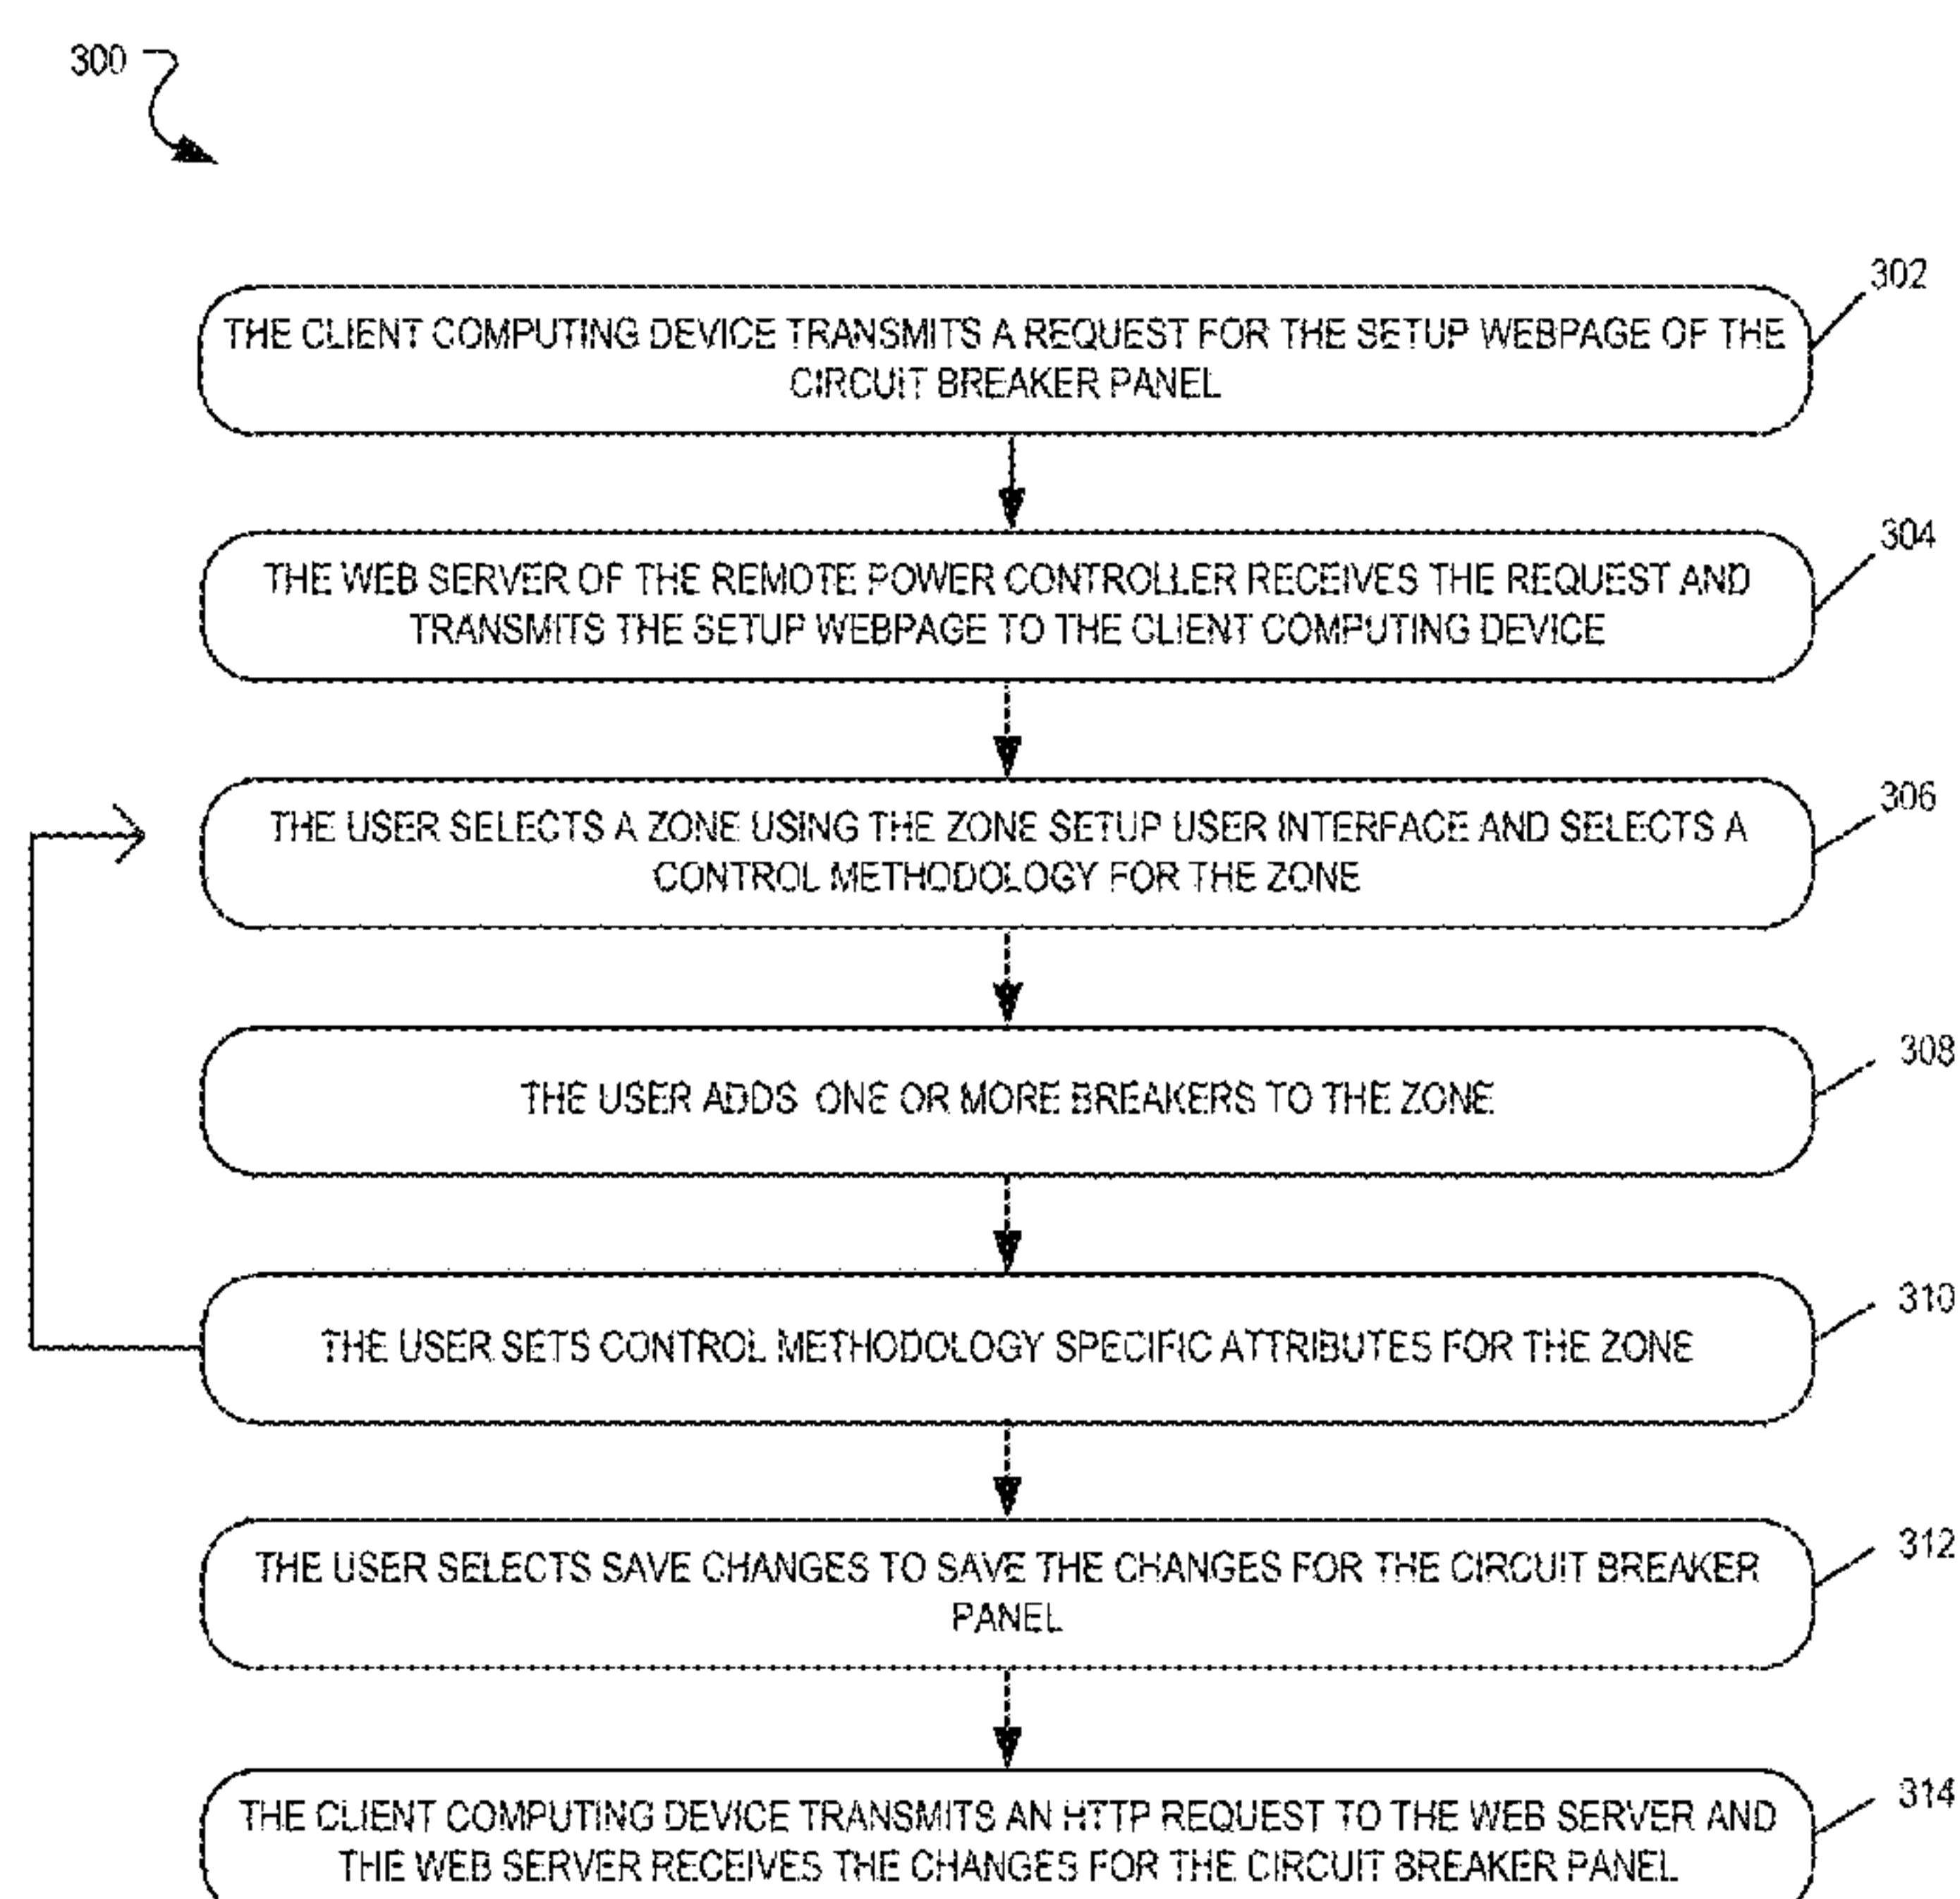 300
302
THE CLIENT COMPUTING DEVICE TRANSMITS A REQUEST FOR THE SETUP WEBPAGE OF THE
CIRCUIT BREAKER PANEL
304
THE WEB SERVER OF THE REMOTE POWER CONTROLLER RECEIVES THE REQUEST AND
TRANSMITS THE SETUP WEBPAGE TO THE CLIENT COMPUTING DEVICE
306
THE USER SELECTS A ZONE USING THE ZONE SETUP USER INTERFACE AND SELECTS A
CONTROL METHODOLOGY FOR THE ZONE
308
THE USER ADDS ONE OR MORE BREAKERS TO THE ZONE
310
THE USER SETS CONTROL METHODOLOGY SPECIFIC ATTRIBUTES FOR THE ZONE
312
THE USER SELECTS SAVE CHANGES TO SAVE THE CHANGES FOR THE CIRCUIT BREAKER
PANEL
314
THE CLIENT COMPUTING DEVICE TRANSMITS AN HTTP REQUEST TO THE WEB SERVER AND
THE WEB SERVER RECEIVES THE CHANGES FOR THE CIRCUIT BREAKER PANEL